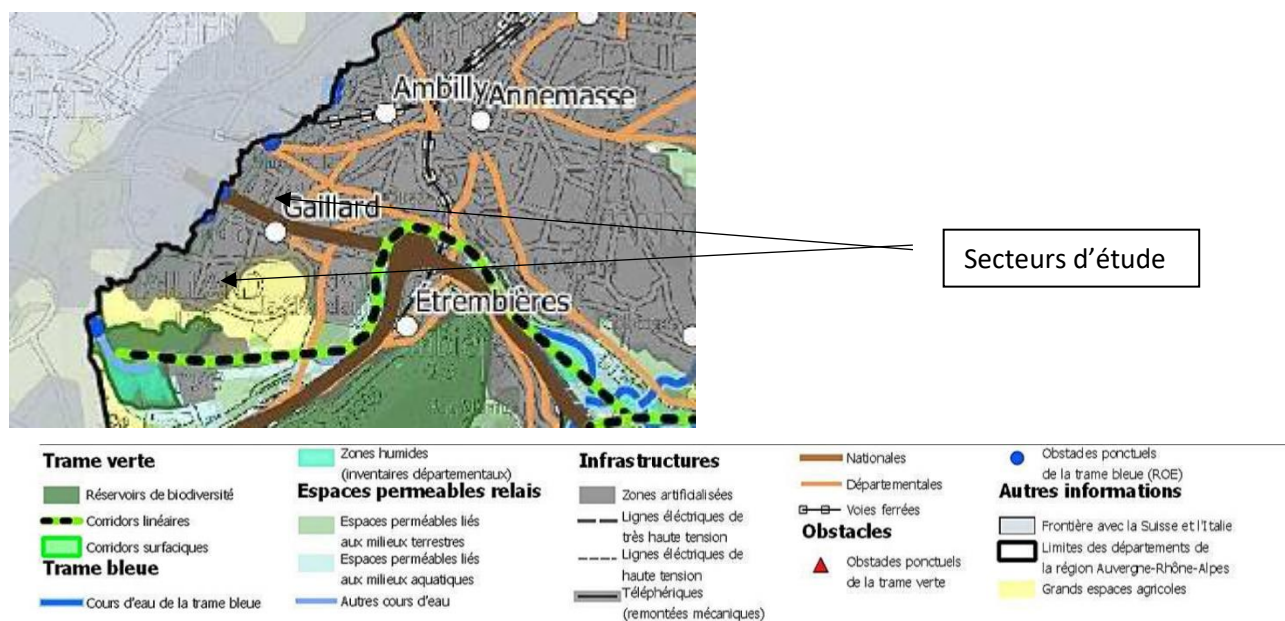 Ambilly
Annemasse
Gaillard
Étrembières
Secteurs d'étude
Trame verte
Réservoirs de biodiversité
Corridors linéaires
Corridors surfaciques
Trame bleue
Cours d'eau de la trame bleue
Zones humides
(inventaires départementaux)
Espaces permeables relais
Espaces perméables liés
aux milieux terrestres
Espaces perméables liés
aux milieux aquatiques
Autres cours d'eau
Infrastructures
Zones artificialisées
Lignes éléctriques de
très haute tension
Lignes éléctriques de
haute tension
Téléphériques
(remontées mécaniques)
Nationales
Départementales
Voies ferrées
Obstacles
Obstades ponctuels
de la trame verte
Obstades ponctuels
de la trame bleue (ROE)
Autres informations
Frontière avec la Suisse et l'Italie
Limites des départements de
la région Auvergne-Rhône-Alpes
Grands espaces agricoles